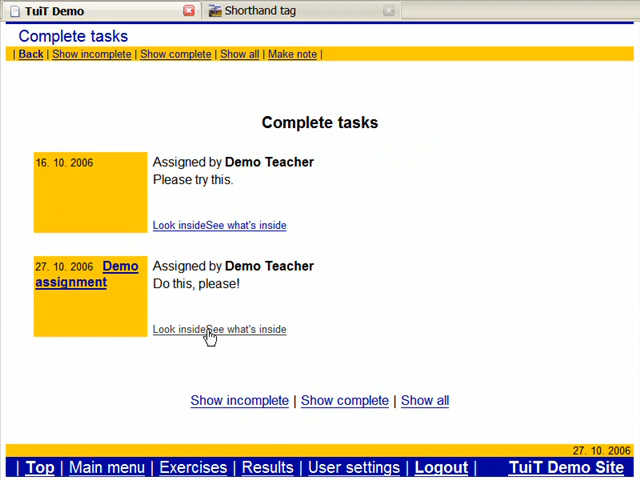 TuiT Demo
Shorthand tag
Complete tasks
| Back | Show incomplete | Show complete | Show all | Make note |
Complete tasks
16. 10. 2006
Assigned by Demo Teacher
Please try this.
Look insideSee what's inside
27. 10. 2006 Demo assignment
Assigned by Demo Teacher
Do this, please!
Look insideSee what's inside
Show incomplete | Show complete | Show all
27. 10. 2006
| Top | Main menu | Exercises | Results | User settings | Logout | TuiT Demo Site